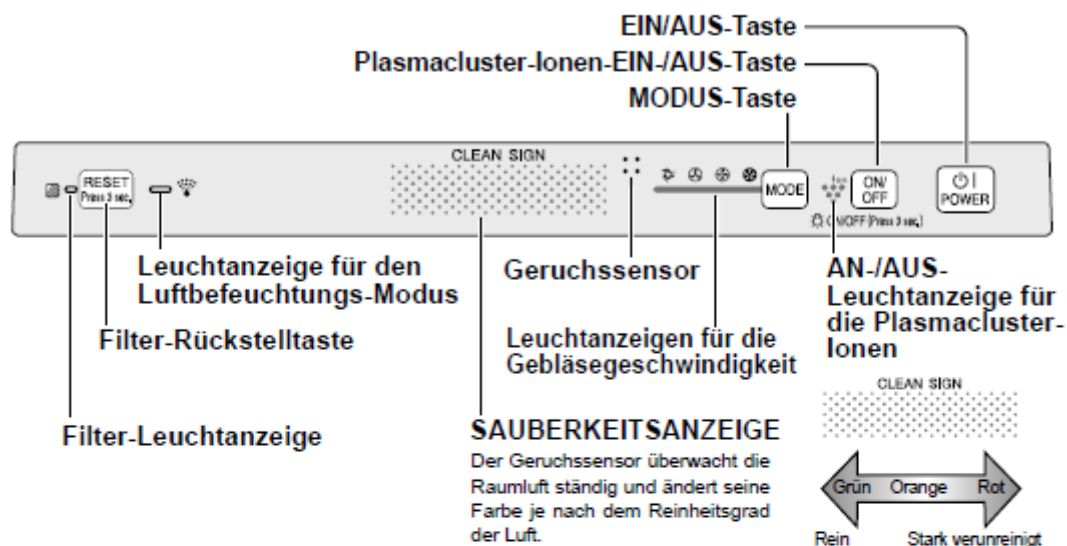 EIN/AUS-Taste
Plasmacluster-Ionen-EIN-/AUS-Taste
MODUS-Taste
CLEAN SIGN
RESET
Press 3 sec.
MODE
ON/
OFF
POWER
ON/OFF (Press 3 sec.)
Leuchtanzeige für den
Luftbefeuchtungs-Modus
Filter-Rückstelltaste
Filter-Leuchtanzeige
Geruchssensor
Leuchtanzeigen für die
Gebläsegeschwindigkeit
AN-/AUS-
Leuchtanzeige für
die Plasmacluster-
Ionen
SAUBERKEITSANZEIGE
Der Geruchssensor überwacht die
Raumluft ständig und ändert seine
Farbe je nach dem Reinheitsgrad
der Luft.
CLEAN SIGN
Grün Orange Rot
Rein Stark verunreinigt